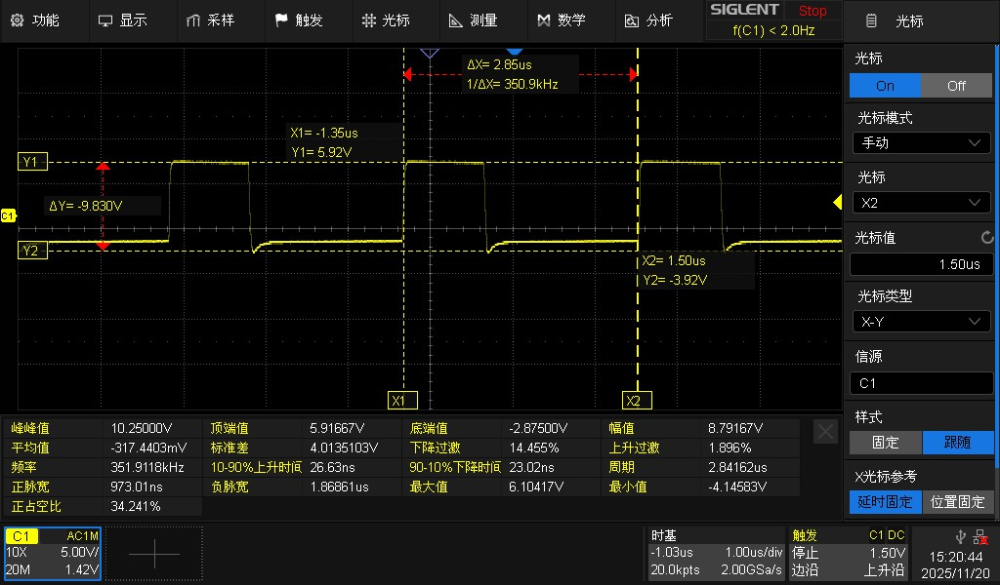 功能 显示 采样 触发 光标 测量 数学 分析 SIGLENT Stop
f(C1) < 2.0Hz
光标
光标
On Off
光标模式
手动
光标
X2
光标值
1.50us
光标类型
X-Y
信源
C1
样式
固定 跟随
X光标参考
延时固定 位置固定
ΔX= 2.85us
1/ΔX= 350.9kHz
X1= -1.35us
Y1= 5.92V
Y1
ΔY= -9.830V
C1
Y2
X2= 1.50us
Y2= -3.92V
X1 X2
峰峰值 10.25000V 顶端值 5.91667V 底端值 -2.87500V 幅值 8.79167V
平均值 -317.4403mV 标准差 4.0135103V 下降过激 14.455% 上升过激 1.896%
频率 351.9118kHz 10-90%上升时间 26.63ns 90-10%下降时间 23.02ns 周期 2.84162us
正脉宽 973.01ns 负脉宽 1.86861us 最大值 6.10417V 最小值 -4.14583V
正占空比 34.241%
C1 AC1M
10X 5.00V/
20M 1.42V
时基
-1.03us 1.00us/div
20.0kpts 2.00GSa/s
触发 C1 DC
停止 1.50V
边沿 上升沿
15:20:44
2025/11/20